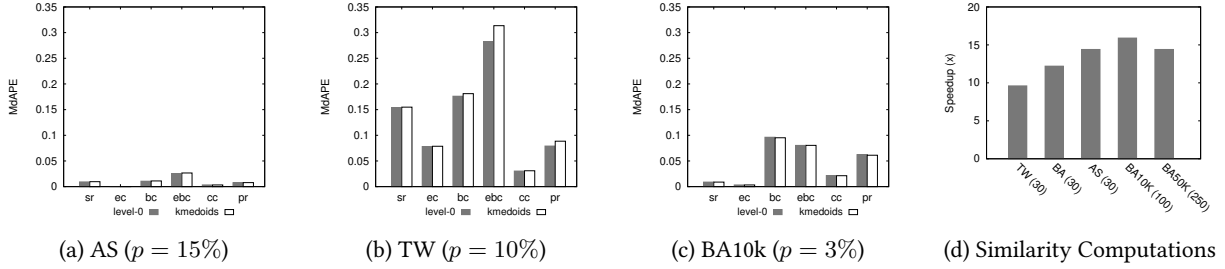 MdAPE
0.35
0.3
0.25
0.2
0.15
0.1
0.05
0
sr ec bc ebc cc pr
level-0 kmedoids
(a) AS (p = 15%)
MdAPE
0.35
0.3
0.25
0.2
0.15
0.1
0.05
0
sr ec bc ebc cc pr
level-0 kmedoids
(b) TW (p = 10%)
MdAPE
0.35
0.3
0.25
0.2
0.15
0.1
0.05
0
sr ec bc ebc cc pr
level-0 kmedoids
(c) BA10k (p = 3%)
Speedup (x)
20
15
10
5
0
TW (30)
BA (30)
AS (30)
BA10K (100)
BA50K (250)
(d) Similarity Computations